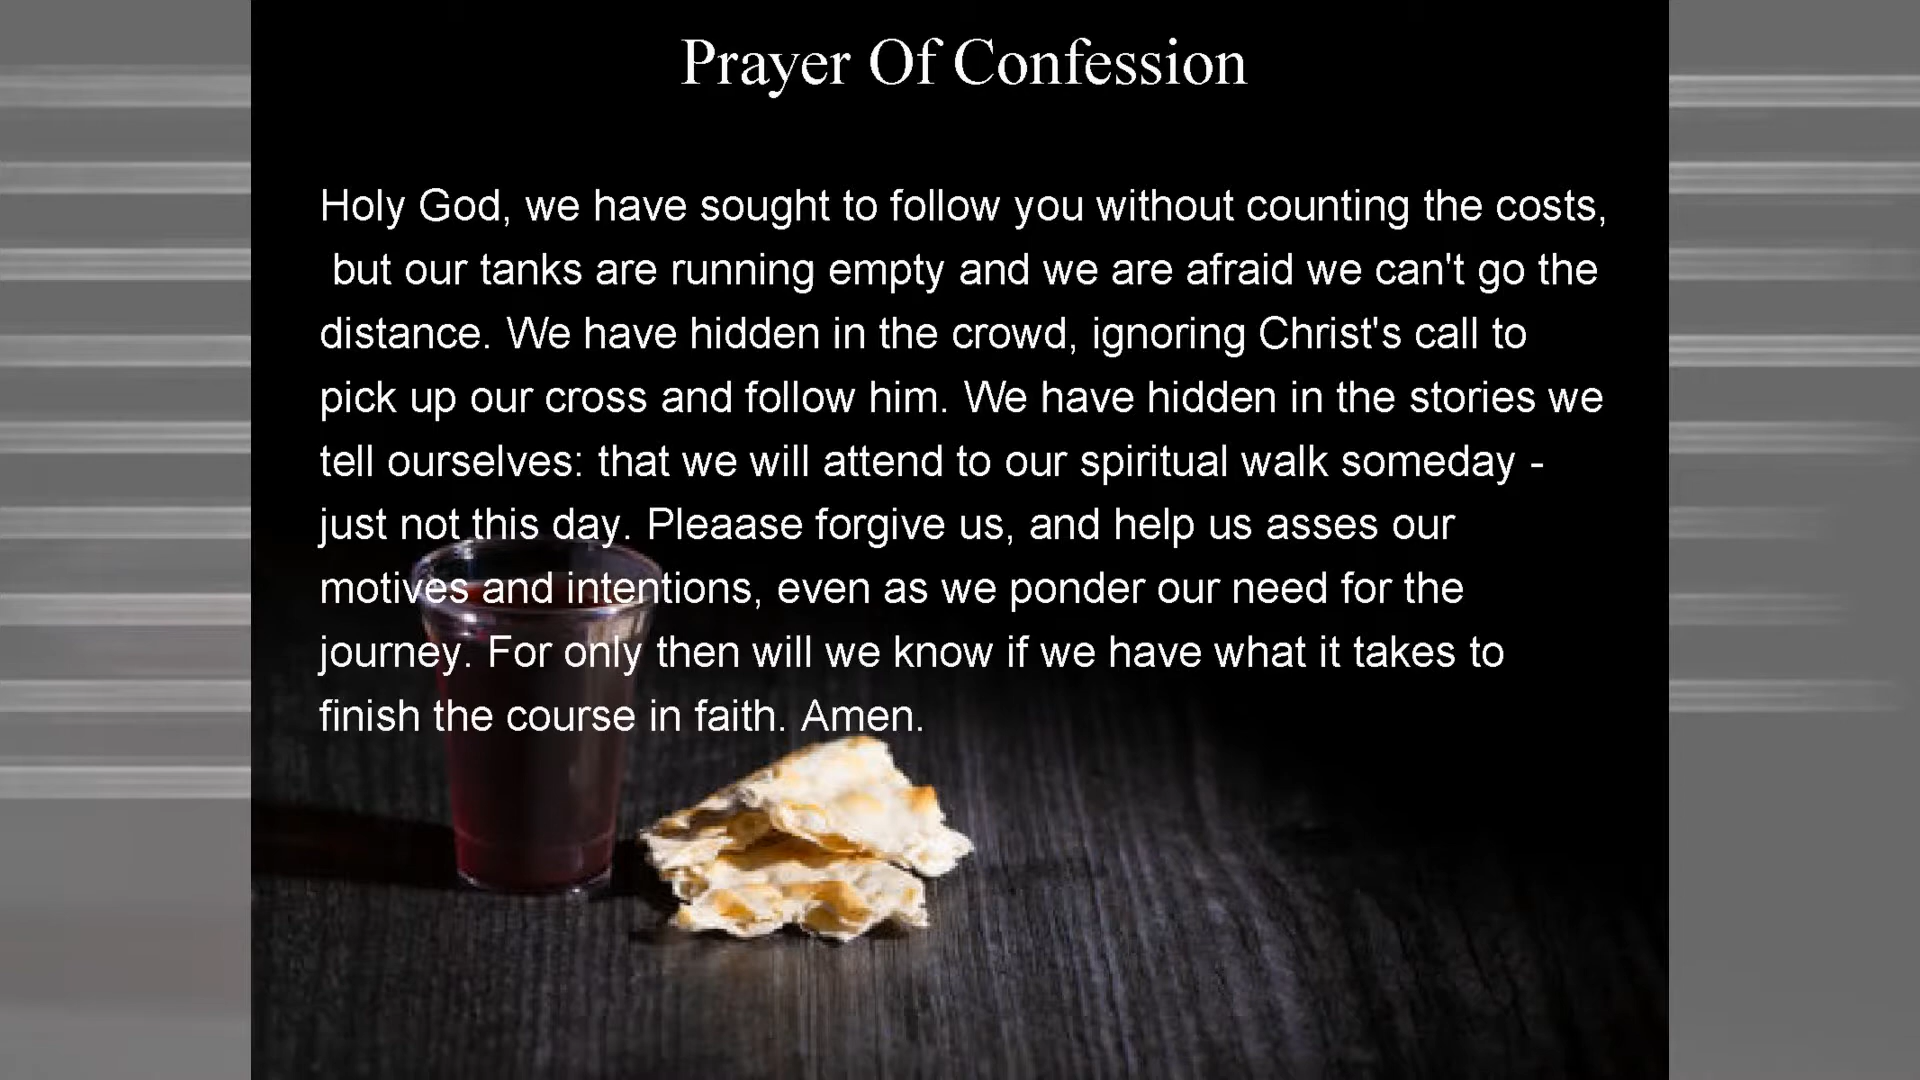 Prayer Of Confession
Holy God, we have sought to follow you without counting the costs,
but our tanks are running empty and we are afraid we can't go the
distance. We have hidden in the crowd, ignoring Christ's call to
pick up our cross and follow him. We have hidden in the stories we
tell ourselves: that we will attend to our spiritual walk someday -
just not this day. Pleaase forgive us, and help us asses our
motives and intentions, even as we ponder our need for the
journey. For only then will we know if we have what it takes to
finish the course in faith. Amen.